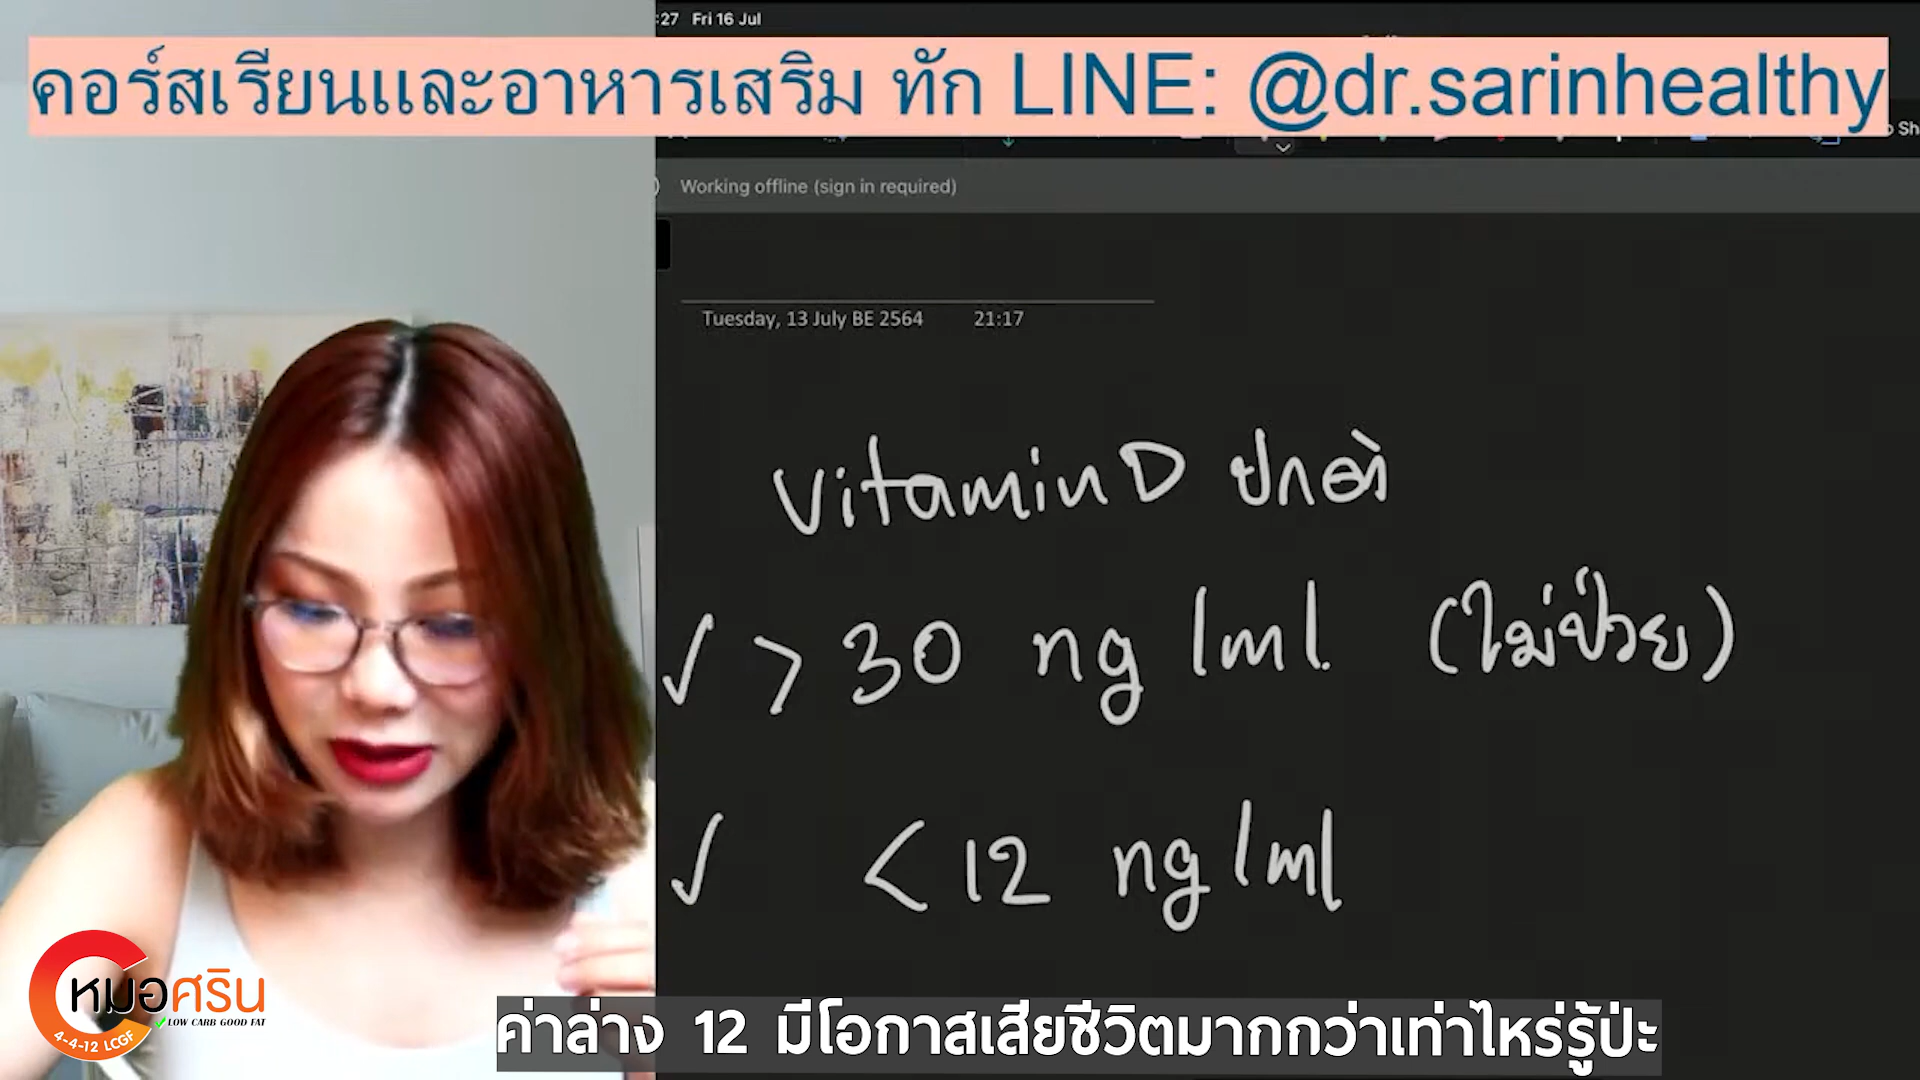 :27 Fri 16 Jul
คอร์สเรียนและอาหารเสริม ทัก LINE: @dr.sarinhealthy
Working offline (sign in required)
Tuesday, 13 July BE 2564 21:17
Vitamin D ปกติ
✓ > 30 ng/ml. (ไม่ป่วย)
✓ < 12 ng/ml
หมอศริน
LOW CARB GOOD FAT
4-4-12 LCGF
ค่าล่าง 12 มีโอกาสเสียชีวิตมากกว่าเท่าไหร่รู้ป่ะ